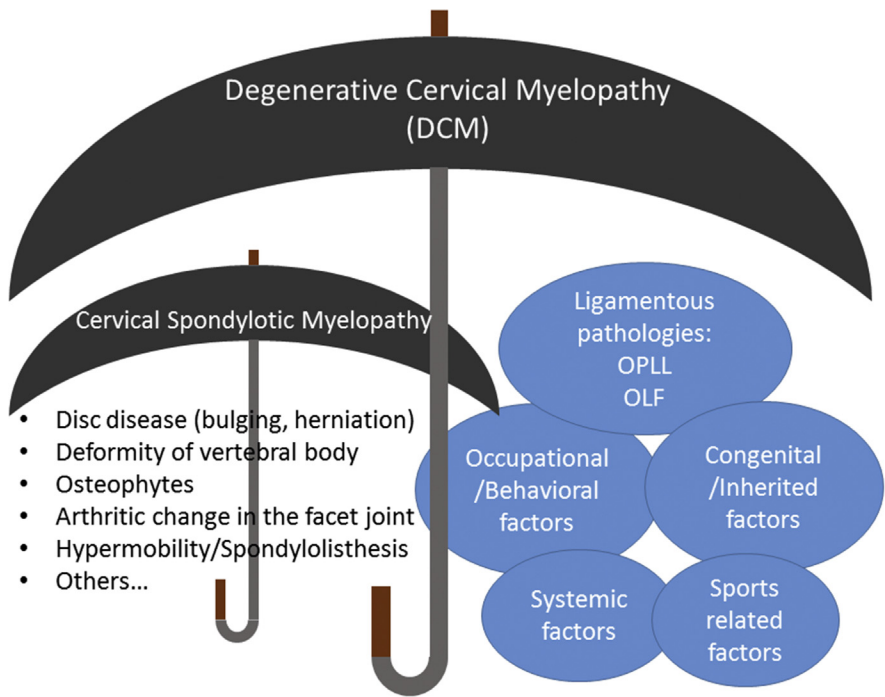 Degenerative Cervical Myelopathy
(DCM)
Cervical Spondylotic Myelopathy
• Disc disease (bulging, herniation)
• Deformity of vertebral body
• Osteophytes
• Arthritic change in the facet joint
• Hypermobility/Spondylolisthesis
• Others...
Ligamentous
pathologies:
OPLL
OLF
Occupational
/Behavioral
factors
Congenital
/Inherited
factors
Systemic
factors
Sports
related
factors